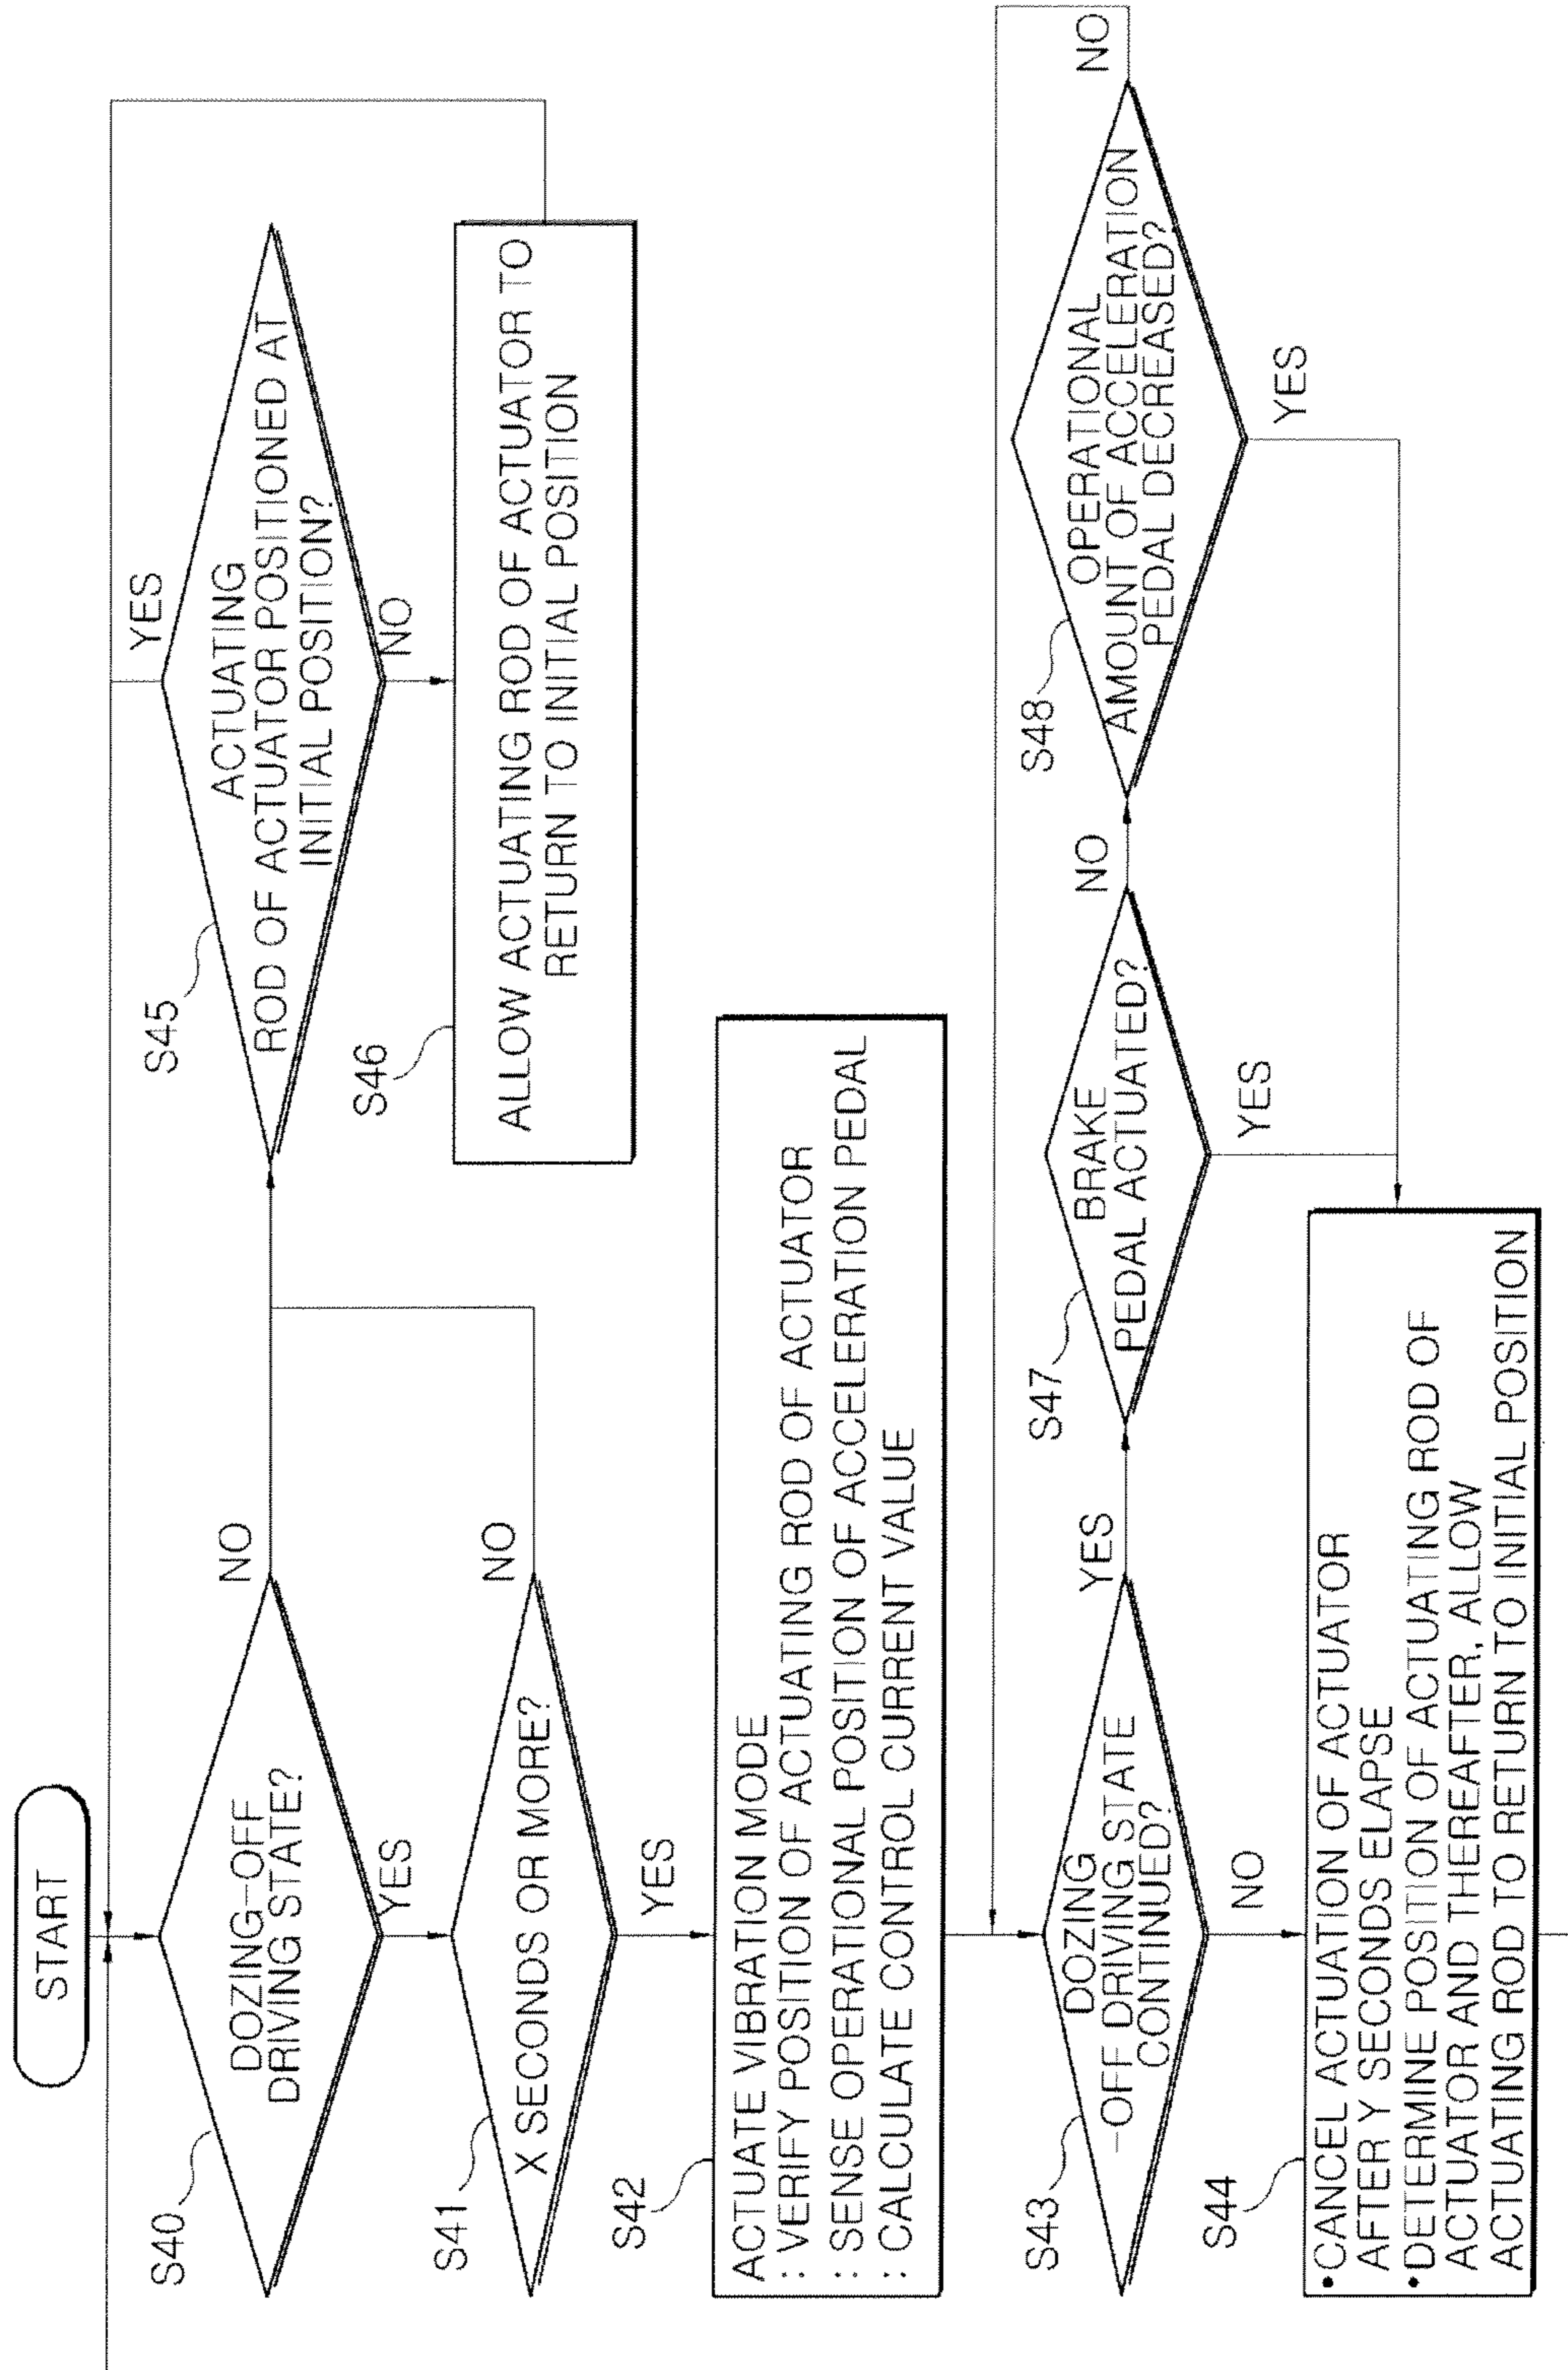 START
S40
DOZING-OFF
DRIVING STATE?
NO
YES
S45
ACTUATING
ROD OF ACTUATOR POSITIONED AT
INITIAL POSITION?
YES
NO
S41
X SECONDS OR MORE?
NO
YES
S46
ALLOW ACTUATING ROD OF ACTUATOR TO
RETURN TO INITIAL POSITION
S42
ACTUATE VIBRATION MODE
: VERIFY POSITION OF ACTUATING ROD OF ACTUATOR
: SENSE OPERATIONAL POSITION OF ACCELERATION PEDAL
: CALCULATE CONTROL CURRENT VALUE
S43
DOZING
-OFF DRIVING STATE
CONTINUED?
YES
NO
S47
BRAKE
PEDAL ACTUATED?
NO
YES
S48
OPERATIONAL
AMOUNT OF ACCELERATION
PEDAL DECREASED?
NO
YES
S44
•CANCEL ACTUATION OF ACTUATOR
AFTER Y SECONDS ELAPSE
•DETERMINE POSITION OF ACTUATING ROD OF
ACTUATOR AND THEREAFTER, ALLOW
ACTUATING ROD TO RETURN TO INITIAL POSITION